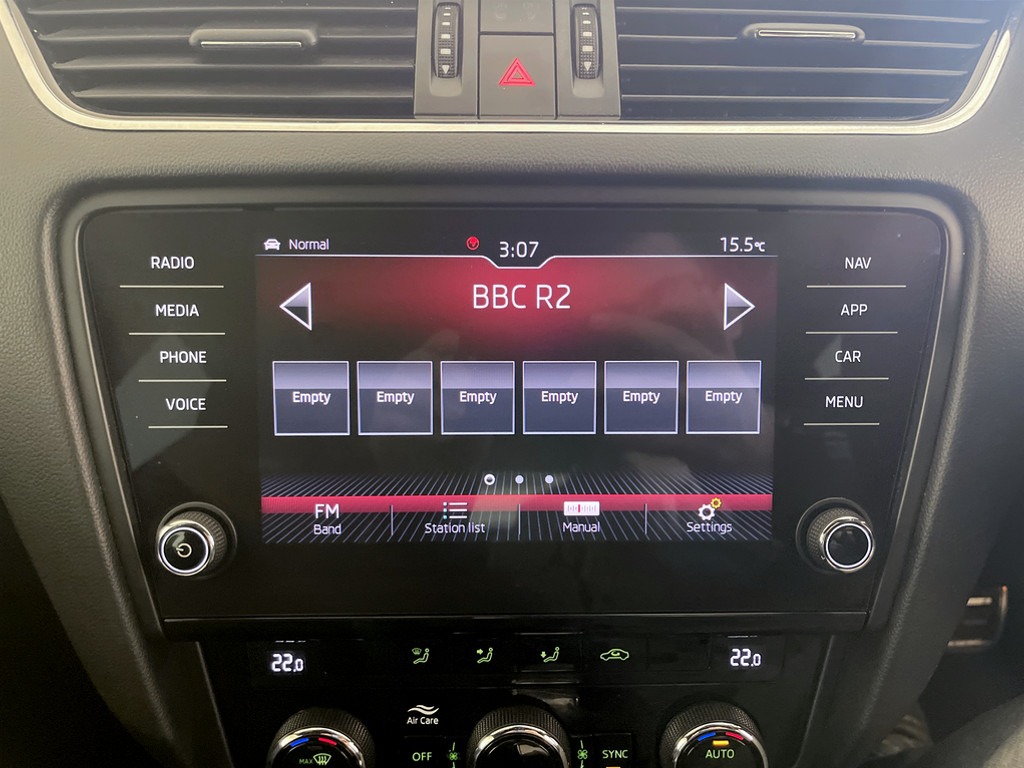 Normal 3:07 15.5°C
RADIO
MEDIA
PHONE
VOICE
BBC R2
Empty Empty Empty Empty Empty Empty
FM
Band
Station list
Manual
Settings
NAV
APP
CAR
MENU
22.0 22.0
Air Care
MAX
OFF
SYNC
AUTO